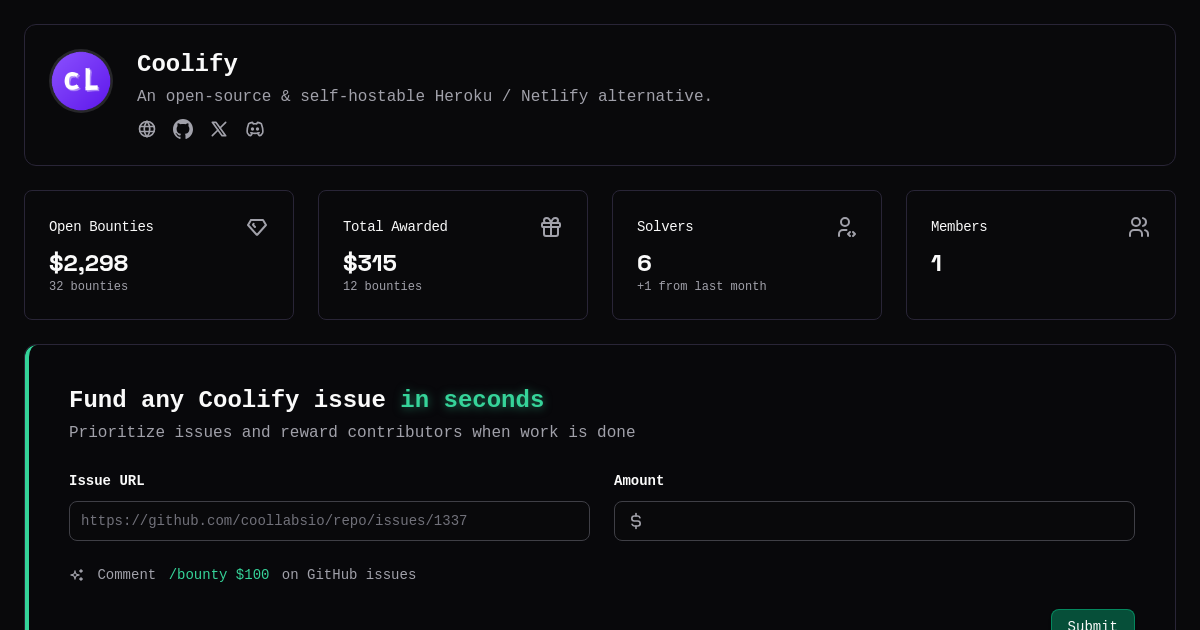 cL
Coolify
An open-source & self-hostable Heroku / Netlify alternative.
Open Bounties
$2,298
32 bounties
Total Awarded
$315
12 bounties
Solvers
6
+1 from last month
Members
1
Fund any Coolify issue in seconds
Prioritize issues and reward contributors when work is done
Issue URL
https://github.com/coollabsio/repo/issues/1337
Amount
$
Comment /bounty $100 on GitHub issues
Submit